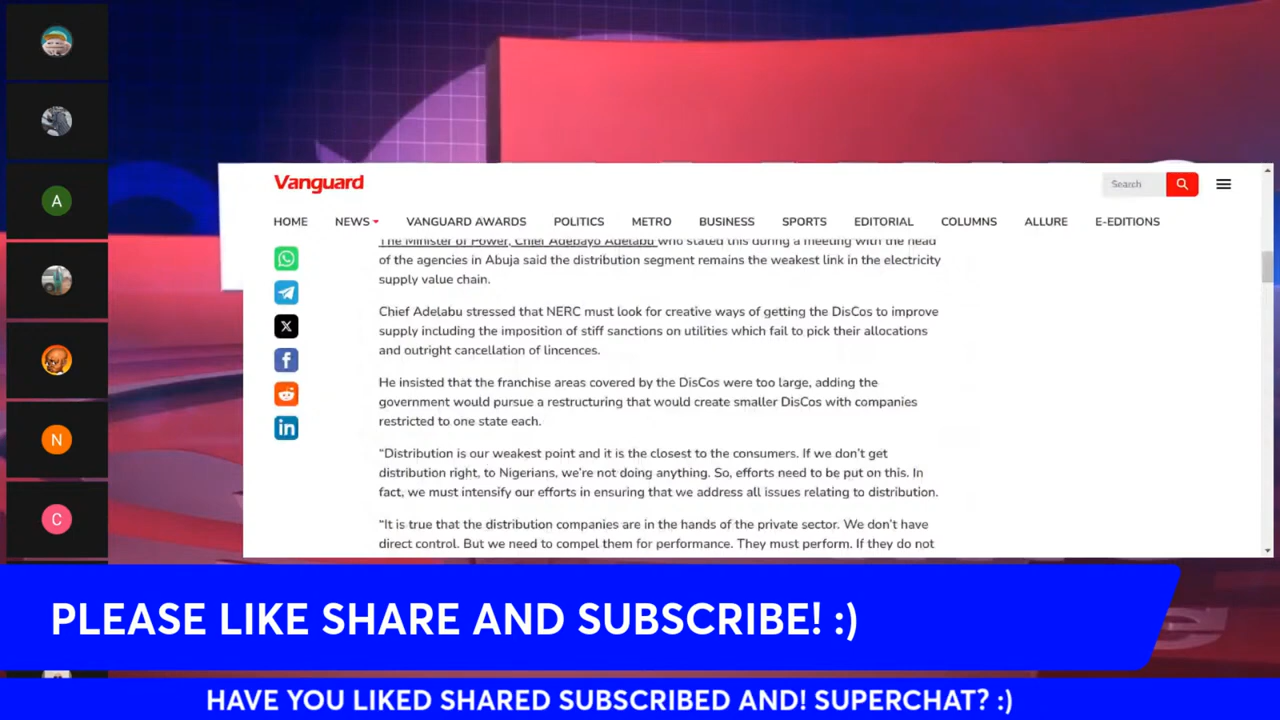 A
N
C
Vanguard
Search
HOME NEWS VANGUARD AWARDS POLITICS METRO BUSINESS SPORTS EDITORIAL COLUMNS ALLURE E-EDITIONS
The Minister of Power, Chief Adebayo Adelabu who stated this during a meeting with the head
of the agencies in Abuja said the distribution segment remains the weakest link in the electricity
supply value chain.
Chief Adelabu stressed that NERC must look for creative ways of getting the DisCos to improve
supply including the imposition of stiff sanctions on utilities which fail to pick their allocations
and outright cancellation of lincences.
He insisted that the franchise areas covered by the DisCos were too large, adding the
government would pursue a restructuring that would create smaller DisCos with companies
restricted to one state each.
“Distribution is our weakest point and it is the closest to the consumers. If we don’t get
distribution right, to Nigerians, we’re not doing anything. So, efforts need to be put on this. In
fact, we must intensify our efforts in ensuring that we address all issues relating to distribution.
“It is true that the distribution companies are in the hands of the private sector. We don’t have
direct control. But we need to compel them for performance. They must perform. If they do not
PLEASE LIKE SHARE AND SUBSCRIBE! :)
HAVE YOU LIKED SHARED SUBSCRIBED AND! SUPERCHAT? :)